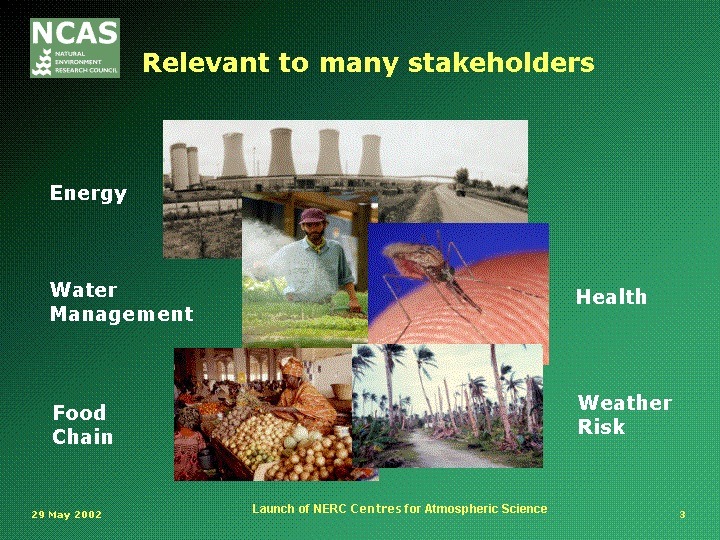 NCAS
NATURAL
ENVIRONMENT
RESEARCH COUNCIL
Relevant to many stakeholders
Energy
Water
Management
Health
Food
Chain
Weather
Risk
29 May 2002
Launch of NERC Centres for Atmospheric Science
3